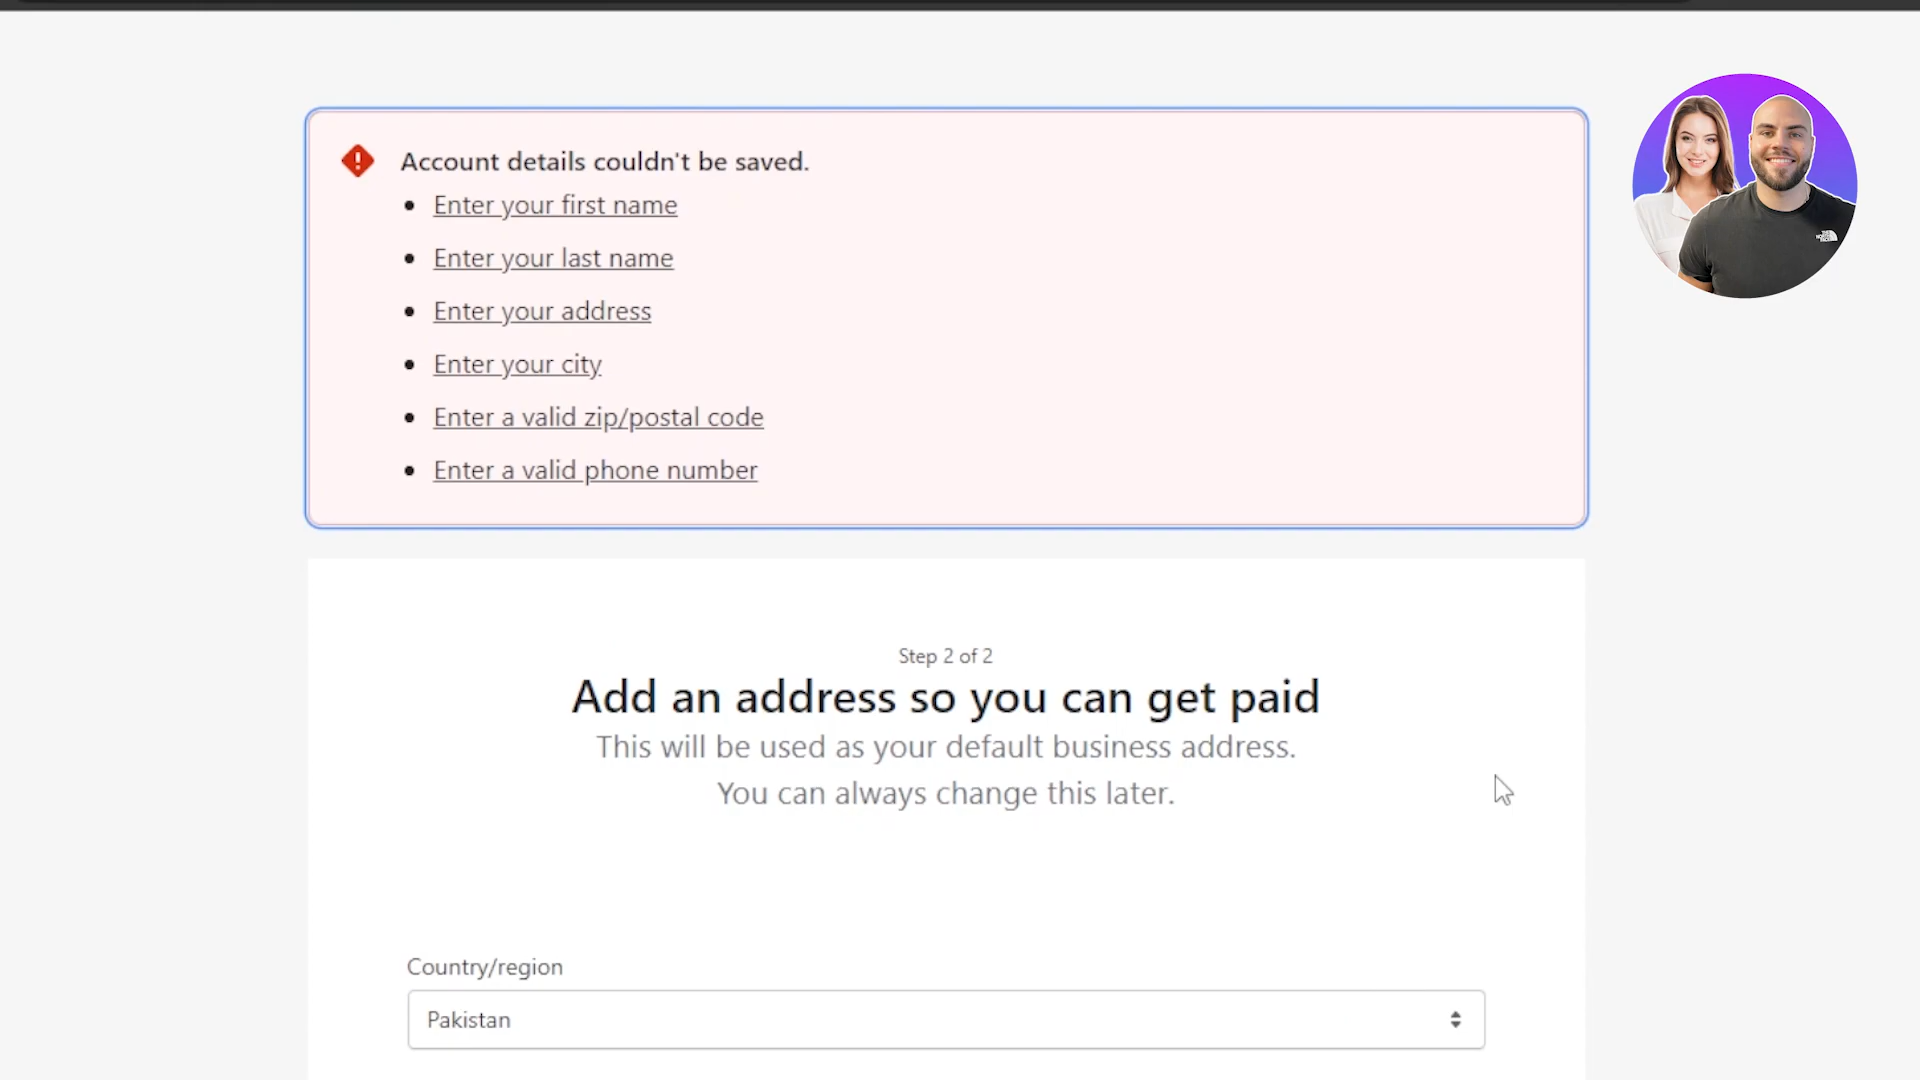 Account details couldn't be saved.
Enter your first name
Enter your last name
Enter your address
Enter your city
Enter a valid zip/postal code
Enter a valid phone number
Step 2 of 2
Add an address so you can get paid
This will be used as your default business address.
You can always change this later.
Country/region
Pakistan